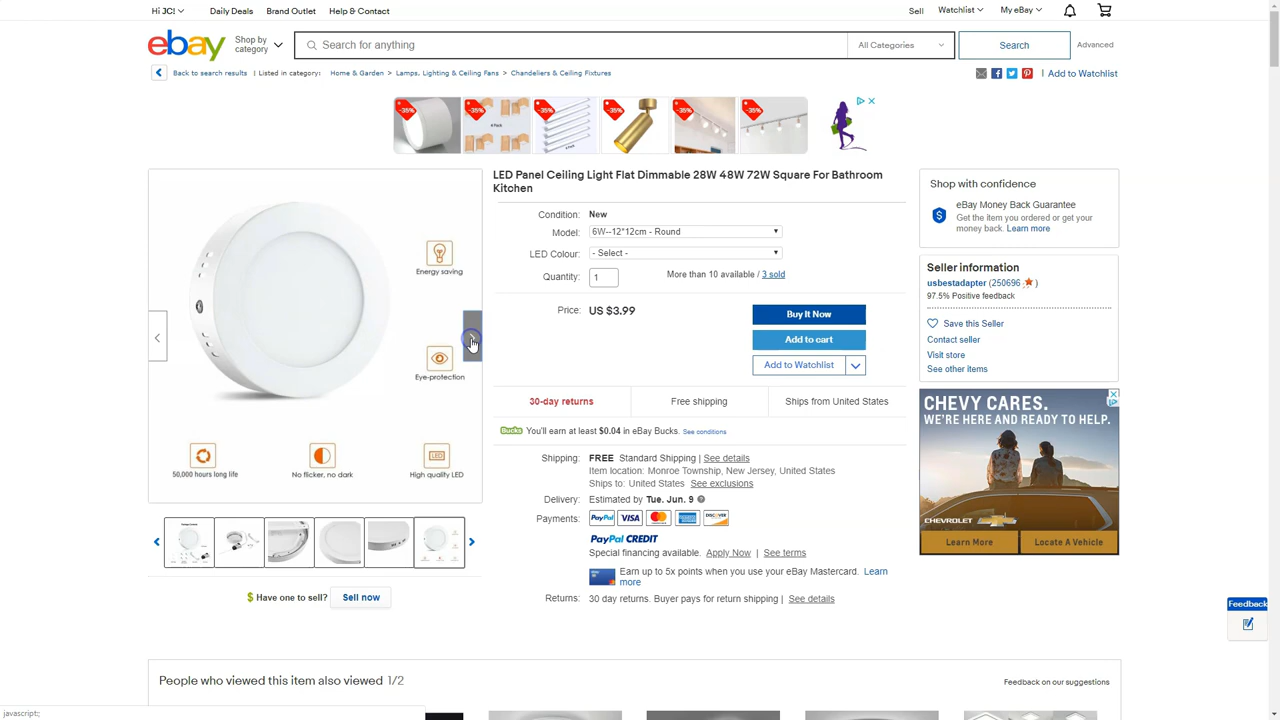 Hi JC!
Daily Deals
Brand Outlet
Help & Contact
Sell
Watchlist
My eBay
ebay
Shop by
category
Search for anything
All Categories
Search
Advanced
Back to search results
| Listed in category:
Home & Garden > Lamps, Lighting & Ceiling Fans > Chandeliers & Ceiling Fixtures
| Add to Watchlist
-35%
-35%
-35%
-35%
-35%
-35%
LED Panel Ceiling Light Flat Dimmable 28W 48W 72W Square For Bathroom
Kitchen
Condition: New
Model: 6W--12*12cm - Round
LED Colour: - Select -
Quantity: 1
More than 10 available / 3 sold
Price: US $3.99
Buy It Now
Add to cart
Add to Watchlist
30-day returns
Free shipping
Ships from United States
Bucks You'll earn at least $0.04 in eBay Bucks. See conditions
Shipping: FREE Standard Shipping | See details
Item location: Monroe Township, New Jersey, United States
Ships to: United States See exclusions
Delivery: Estimated by Tue. Jun. 9
Payments: PayPal VISA DISCOVER
PayPal CREDIT
Special financing available. Apply Now | See terms
Earn up to 5x points when you use your eBay Mastercard. Learn
more
Returns: 30 day returns. Buyer pays for return shipping | See details
Energy saving
Eye-protection
50,000 hours long life
No flicker, no dark
LED
High quality LED
$ Have one to sell? Sell now
Shop with confidence
eBay Money Back Guarantee
Get the item you ordered or get your
money back. Learn more
Seller information
usbestadapter (250696 )
97.5% Positive feedback
Save this Seller
Contact seller
Visit store
See other items
CHEVY CARES.
WE'RE HERE AND READY TO HELP.
CHEVROLET
Learn More
Locate A Vehicle
Feedback
People who viewed this item also viewed 1/2
Feedback on our suggestions
javascript:;